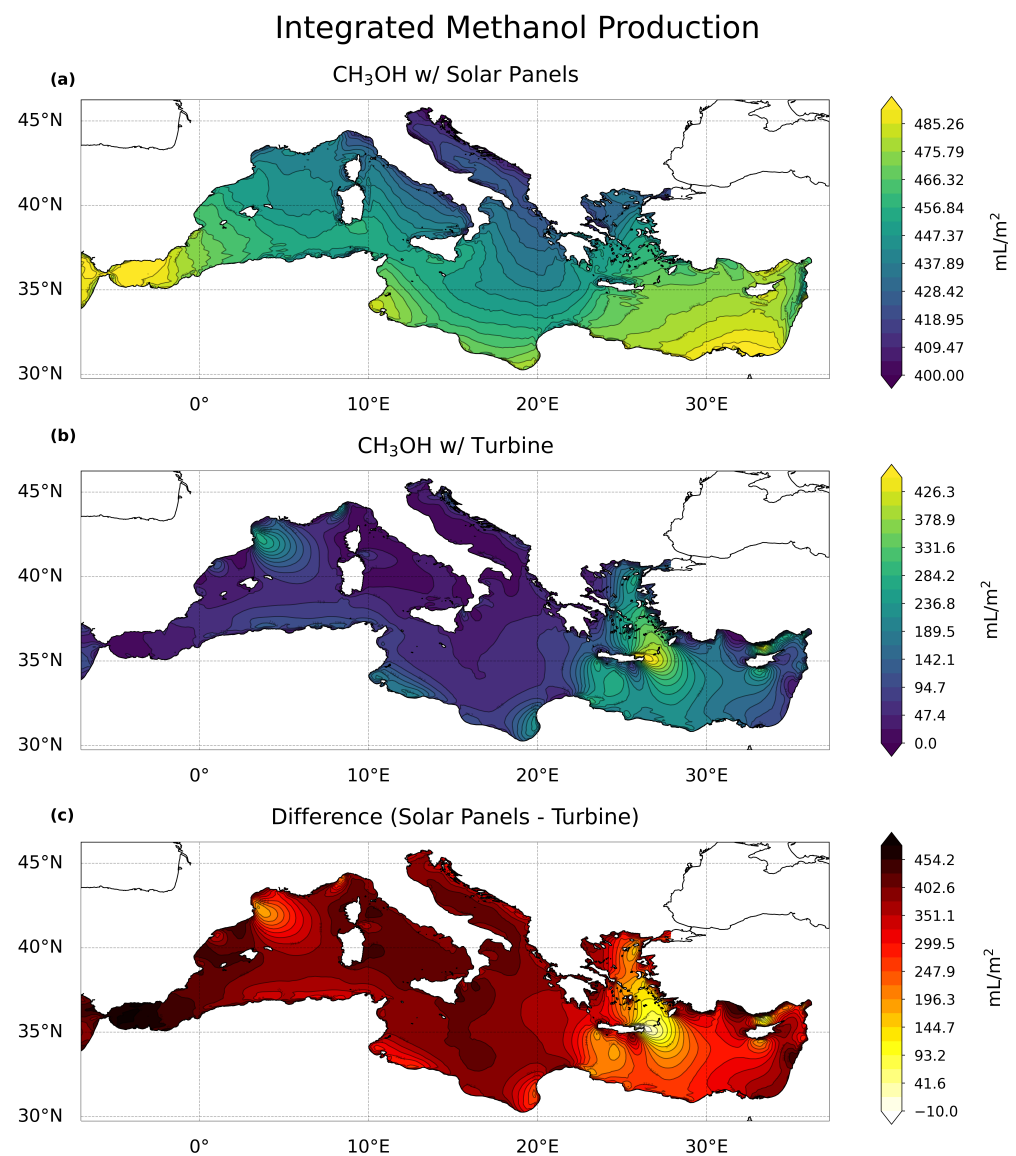 Integrated Methanol Production
(a)
CH₃OH w/ Solar Panels
45°N
40°N
35°N
30°N
0°
10°E
20°E
30°E
485.26
475.79
466.32
456.84
447.37
437.89
428.42
418.95
409.47
400.00
mL/m²
(b)
CH₃OH w/ Turbine
45°N
40°N
35°N
30°N
0°
10°E
20°E
30°E
426.3
378.9
331.6
284.2
236.8
189.5
142.1
94.7
47.4
0.0
mL/m²
(c)
Difference (Solar Panels - Turbine)
45°N
40°N
35°N
30°N
0°
10°E
20°E
30°E
454.2
402.6
351.1
299.5
247.9
196.3
144.7
93.2
41.6
−10.0
mL/m²